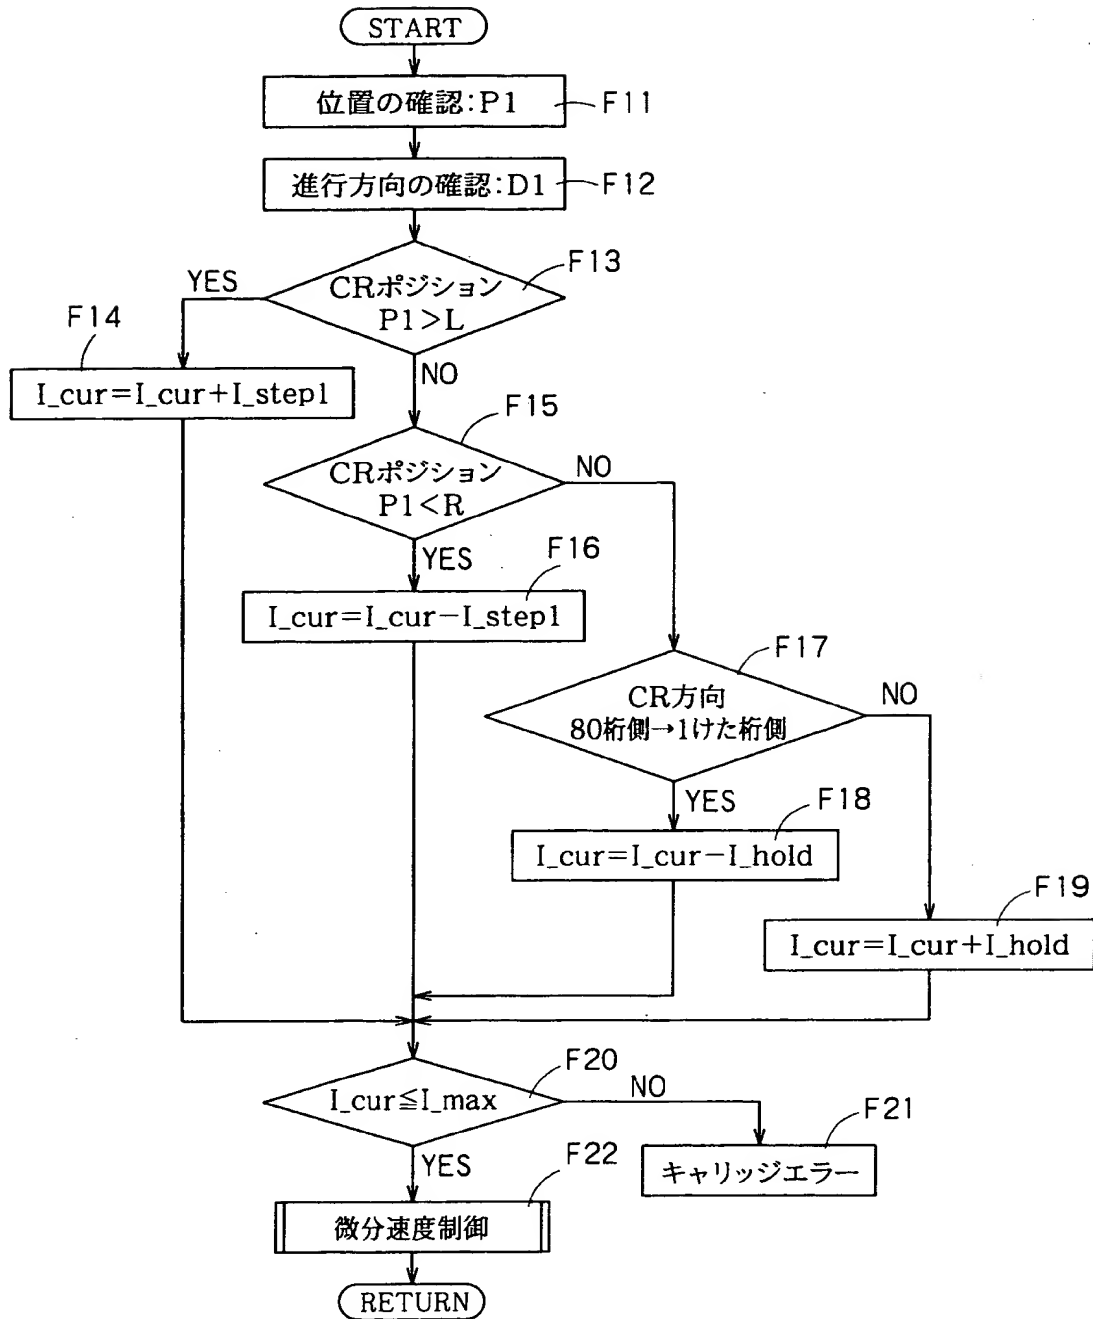 START
位置の確認:P1
F11
進行方向の確認:D1
F12
F13
YES
CRポジション
P1>L
F14
NO
I_cur=I_cur+I_step1
F15
CRポジション
P1<R
NO
YES
F16
I_cur=I_cur-I_step1
F17
CR方向
80桁側→1けた桁側
NO
YES
F18
I_cur=I_cur-I_hold
F19
I_cur=I_cur+I_hold
F20
I_cur≦I_max
NO
F21
キャリッジエラー
YES
F22
微分速度制御
RETURN